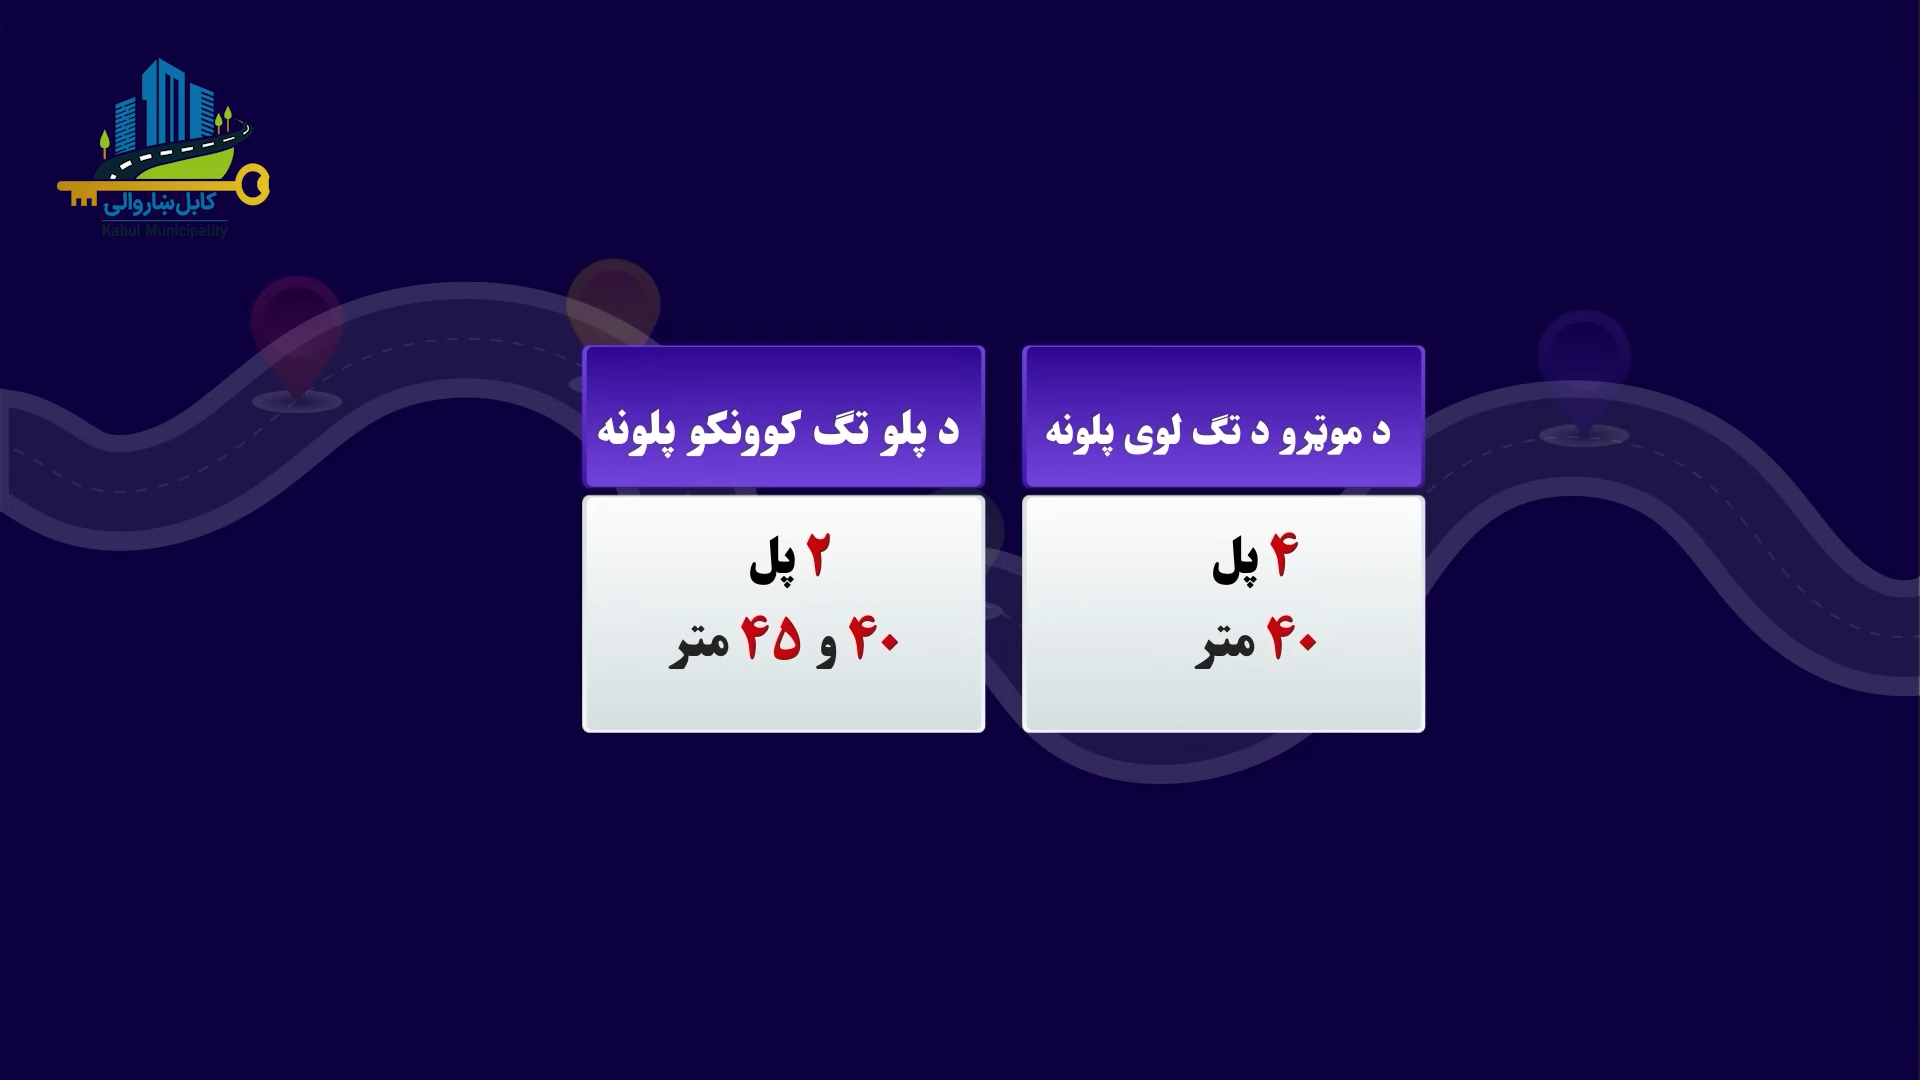 کابل ښاروالۍ
Kabul Municipality
د موټرو د تګ لوی پلونه
۴ پل
۴۰ متر
د پلو تګ کوونکو پلونه
۲ پل
۴۰ و ۴۵ متر